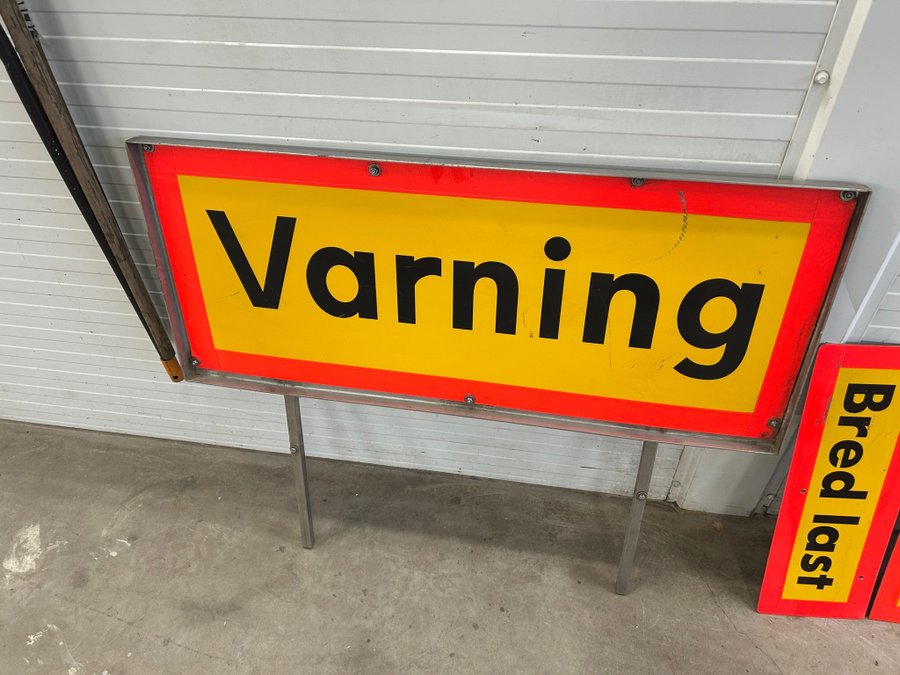 Varning
Bred last